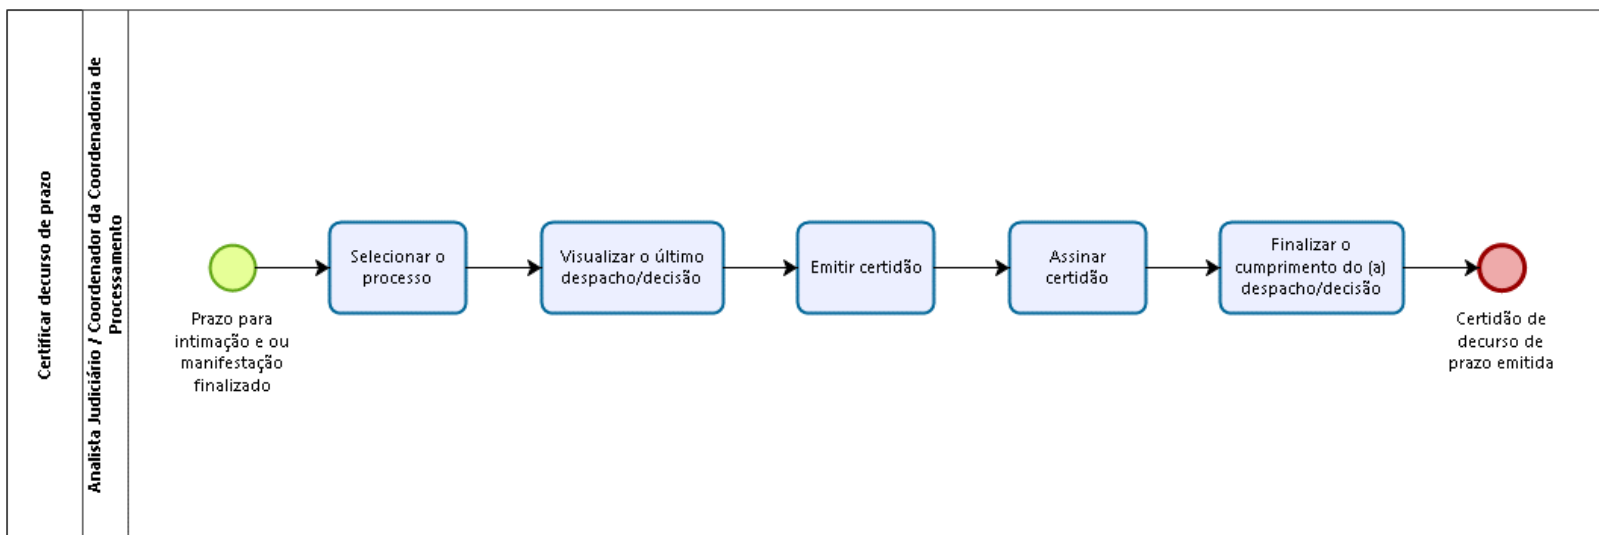 Certificar decurso de prazo
Analista Judiciário / Coordenador da Coordenadoria de
Processamento
Prazo para
intimação e ou
manifestação
finalizado
Selecionar o
processo
Visualizar o último
despacho/decisão
Emitir certidão
Assinar
certidão
Finalizar o
cumprimento do (a)
despacho/decisão
Certidão de
decurso de
prazo emitida